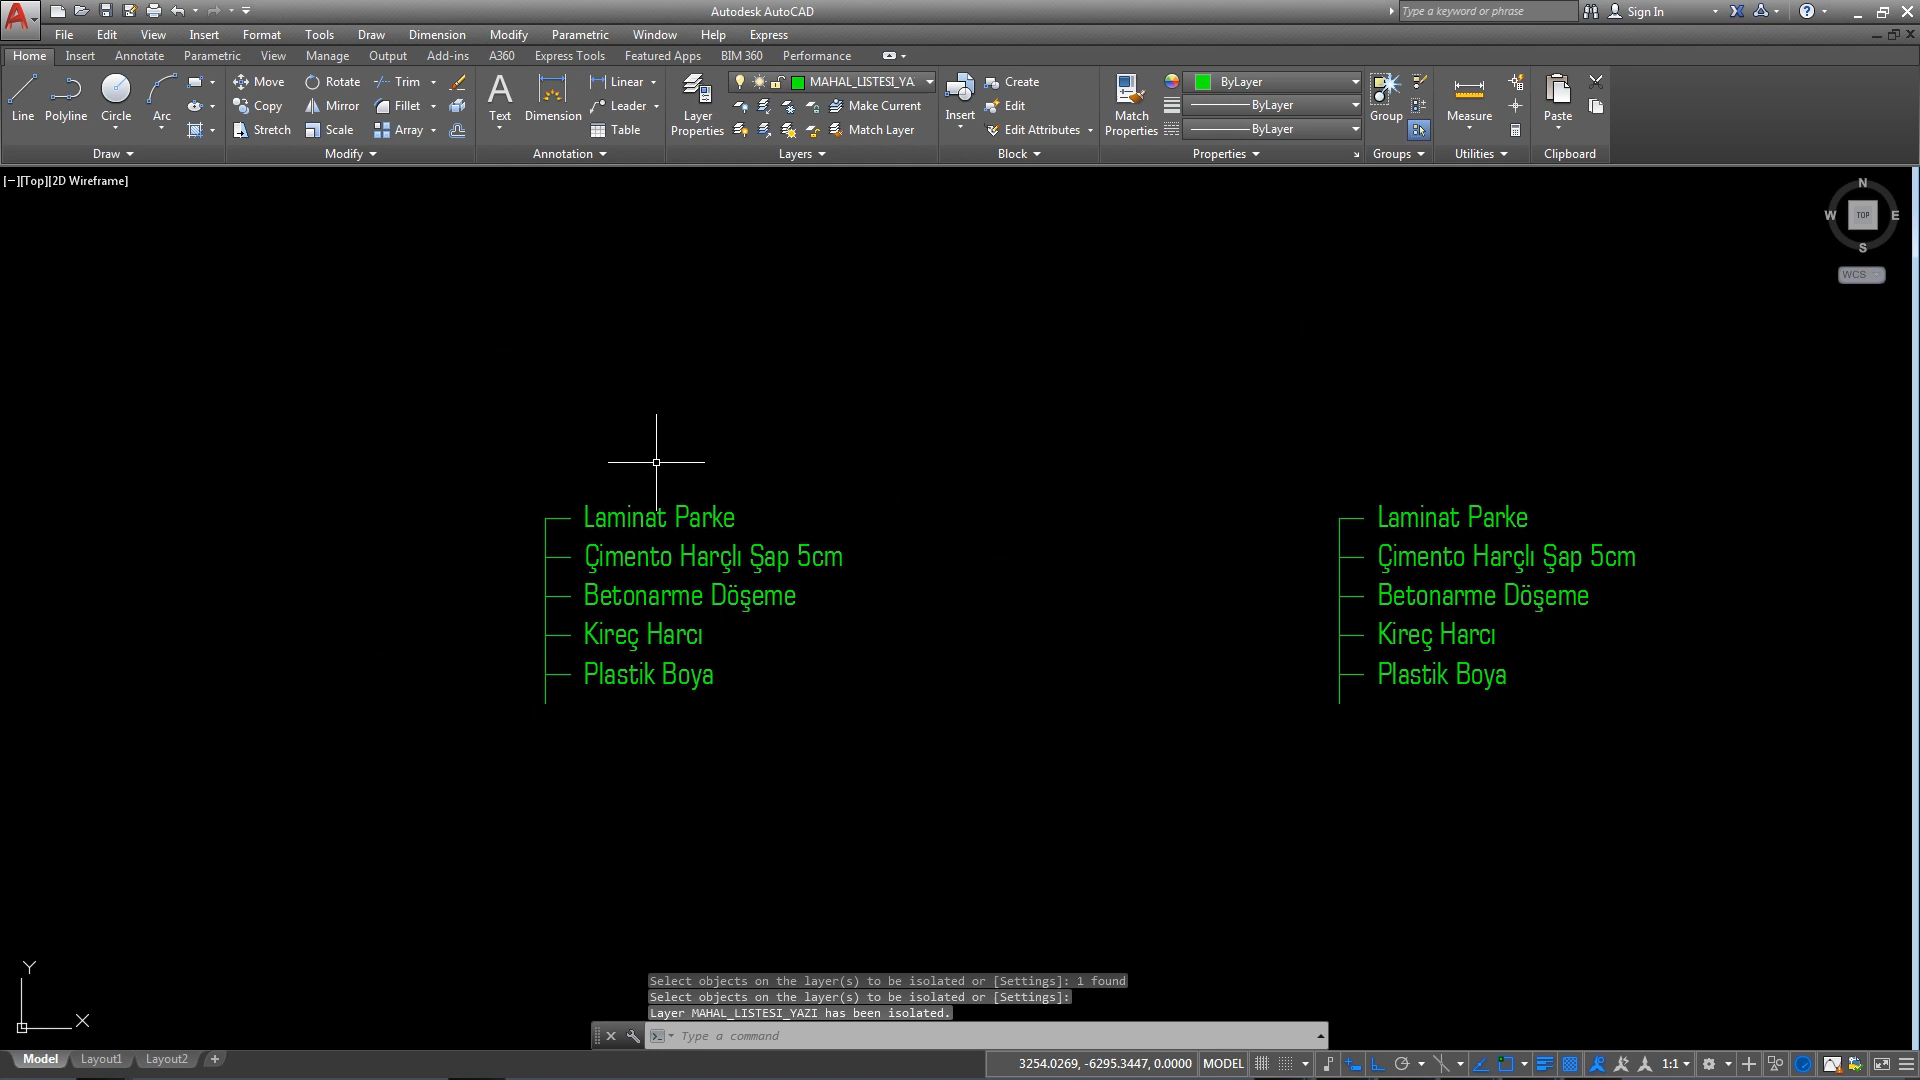 Autodesk AutoCAD
Type a keyword or phrase
Sign In
File Edit View Insert Format Tools Draw Dimension Modify Parametric Window Help Express
Home Insert Annotate Parametric View Manage Output Add-ins A360 Express Tools Featured Apps BIM 360 Performance
Line Polyline Circle Arc
Move Rotate Trim
Copy Mirror Fillet
Stretch Scale Array
Text Dimension
Linear
Leader
Table
Layer Properties
MAHAL_LISTESI_YA
Make Current
Match Layer
Insert
Create
Edit
Edit Attributes
Match Properties
ByLayer
ByLayer
ByLayer
Group
Measure
Paste
Draw Modify Annotation Layers Block Properties Groups Utilities Clipboard
[−][Top][2D Wireframe]
N
W TOP E
S
WCS
Laminat Parke
Çimento Harçlı Şap 5cm
Betonarme Döşeme
Kireç Harcı
Plastik Boya
Laminat Parke
Çimento Harçlı Şap 5cm
Betonarme Döşeme
Kireç Harcı
Plastik Boya
Y
X
Select objects on the layer(s) to be isolated or [Settings]: 1 found
Select objects on the layer(s) to be isolated or [Settings]:
Layer MAHAL_LISTESI_YAZI has been isolated.
Type a command
Model Layout1 Layout2 +
3254.0269, -6295.3447, 0.0000 MODEL 1:1